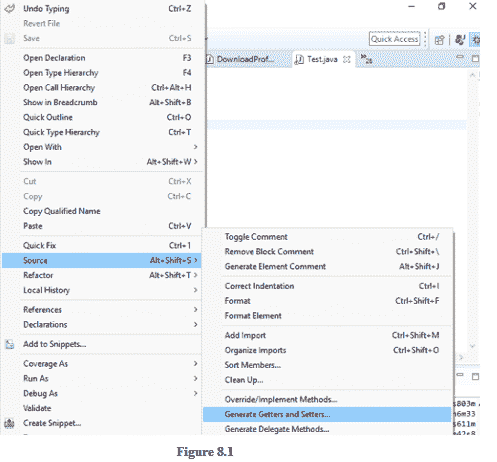 Undo Typing Ctrl+Z
Revert File
Save Ctrl+S
Open Declaration F3
Open Type Hierarchy F4
Open Call Hierarchy Ctrl+Alt+H
Show in Breadcrumb Alt+Shift+B
Quick Outline Ctrl+O
Quick Type Hierarchy Ctrl+T
Open With
Show In Alt+Shift+W
Cut Ctrl+X
Copy Ctrl+C
Copy Qualified Name
Paste Ctrl+V
Quick Fix Ctrl+1
Source Alt+Shift+S
Refactor Alt+Shift+T
Local History
References
Declarations
Add to Snippets...
Coverage As
Run As
Debug As
Validate
Create Snippet...
Quick Access
DownloadProf...
Test.java
»26
Toggle Comment Ctrl+/
Remove Block Comment Ctrl+Shift+\
Generate Element Comment Alt+Shift+J
Correct Indentation Ctrl+I
Format Ctrl+Shift+F
Format Element
Add Import Ctrl+Shift+M
Organize Imports Ctrl+Shift+O
Sort Members...
Clean Up...
Override/Implement Methods...
Generate Getters and Setters...
Generate Delegate Methods...
Figure 8.1